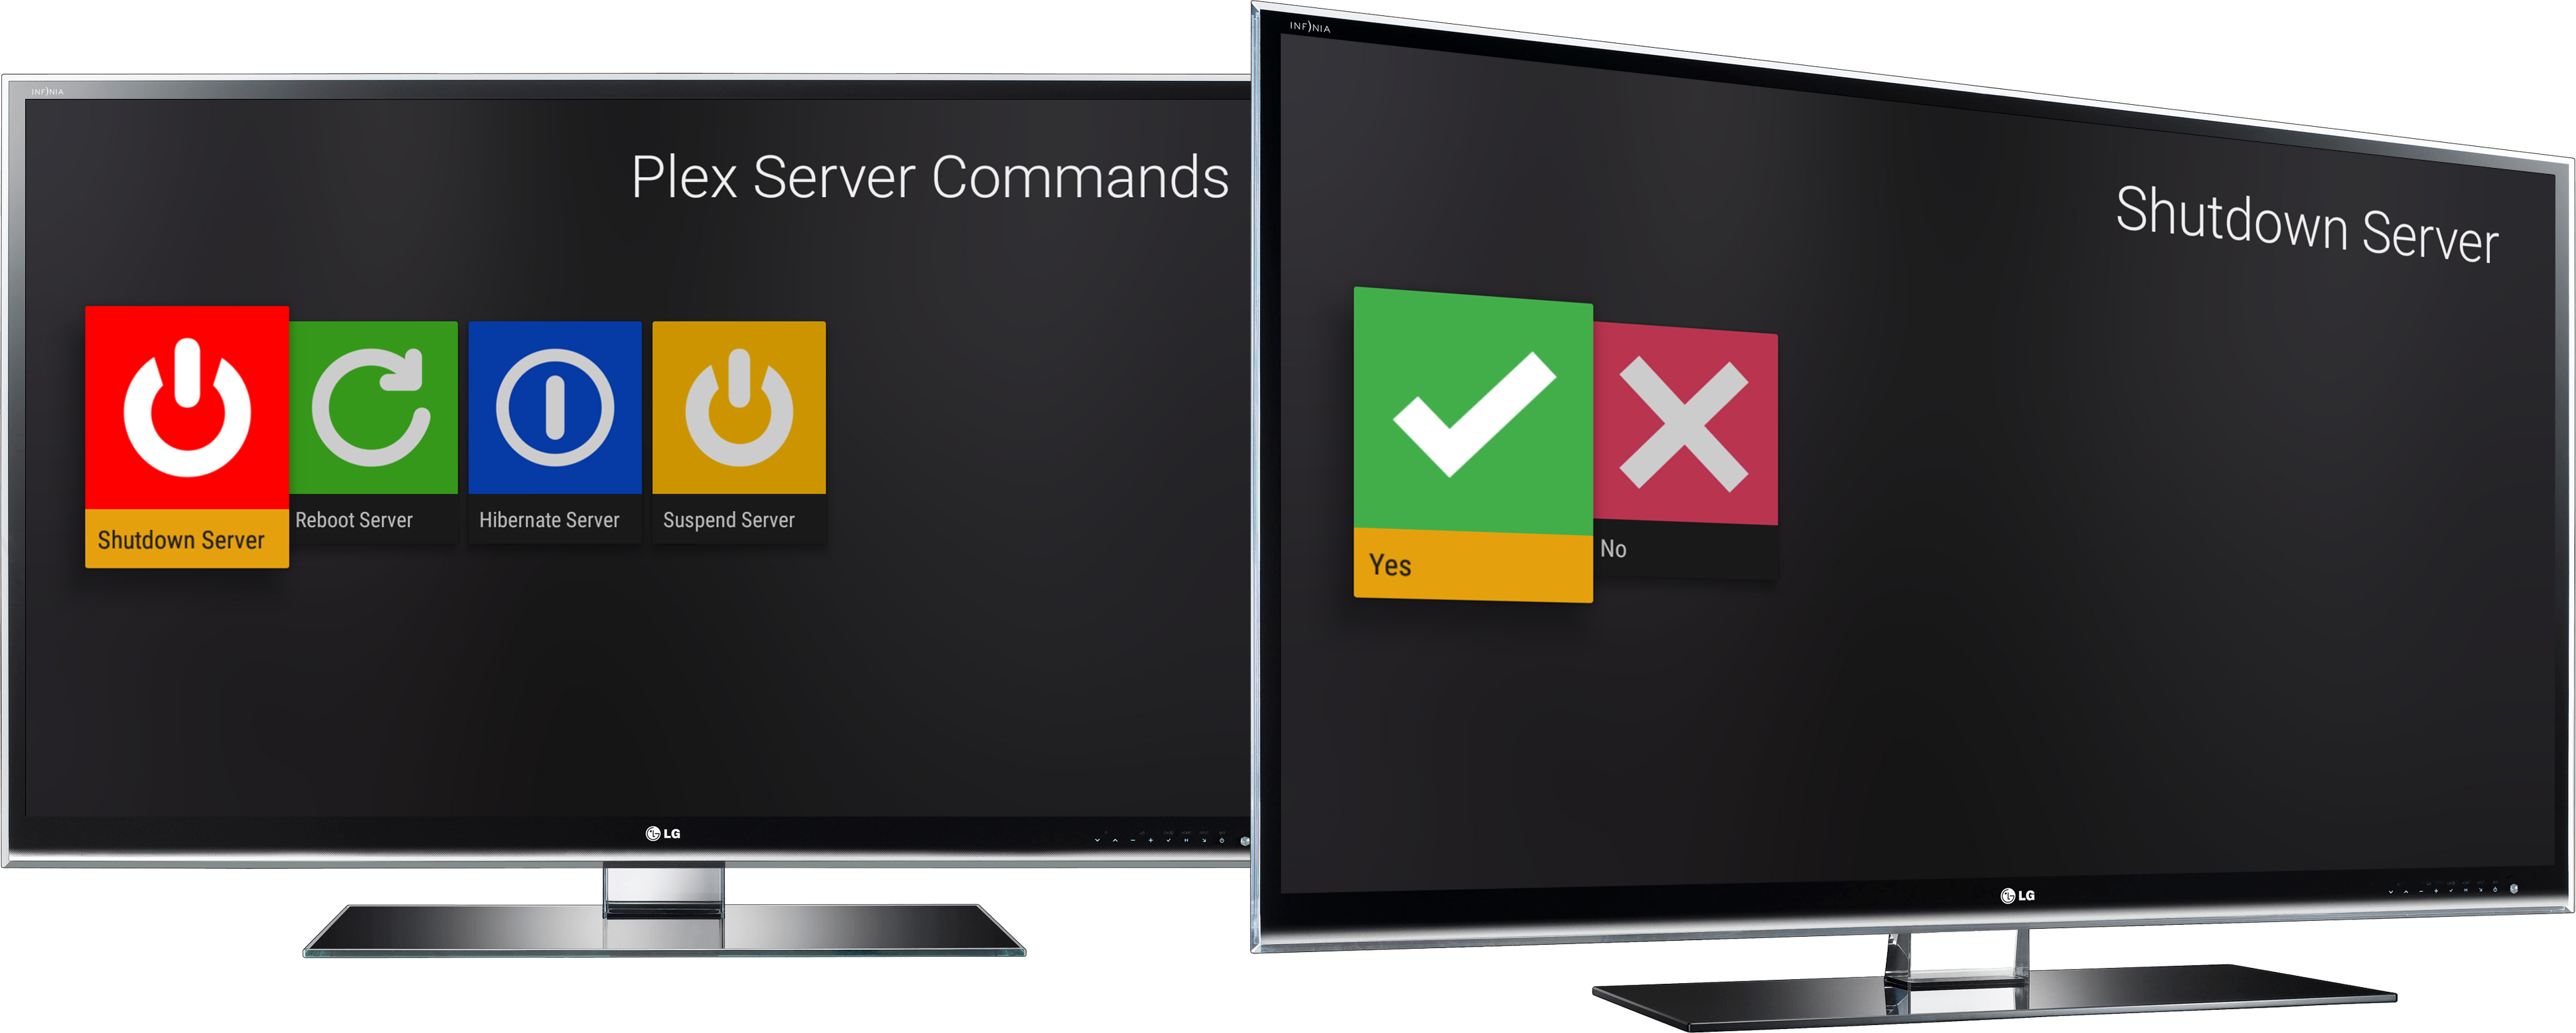 INFINIA
Plex Server Commands
Shutdown Server
Reboot Server
Hibernate Server
Suspend Server
LG
INFINIA
Shutdown Server
Yes
No
LG